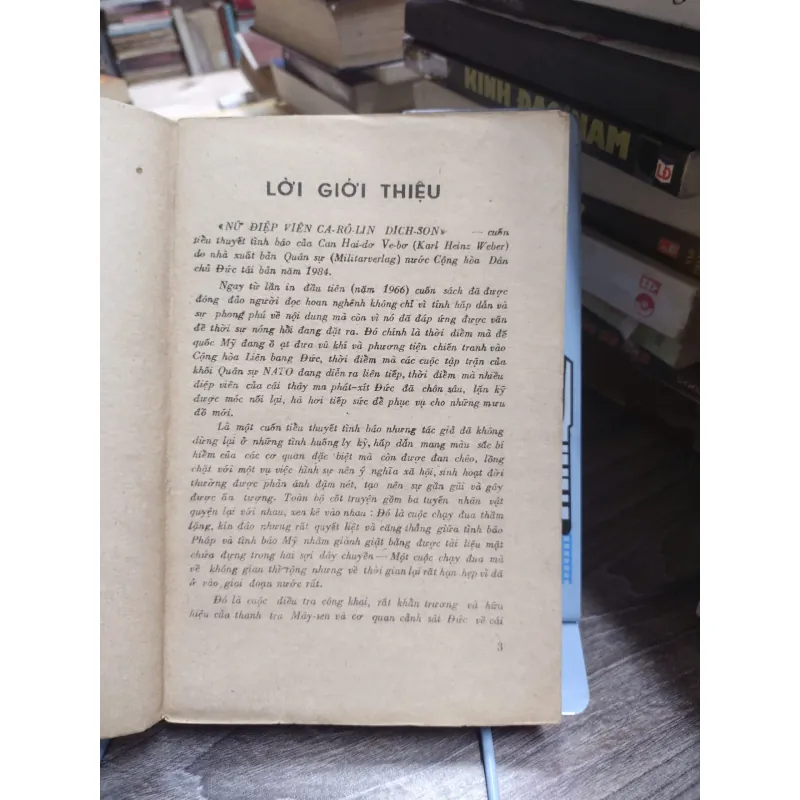 LỜI GIỚI THIỆU
«NỮ ĐIỆP VIÊN CA-RÔ-LIN DÍCH-SON» — cuốn
tiểu thuyết tình báo của Can Hai-dơ Ve-bơ (Karl Heinz Weber)
do nhà xuất bản Quân sự (Militarverlag) nước Cộng hòa Dân
chủ Đức tái bản năm 1984.
Ngay từ lần in đầu tiên (năm 1966) cuốn sách đã được
đông đảo người đọc hoan nghênh không chỉ vì tính hấp dẫn và
sự phong phú về nội dung mà còn vì nó đã đáp ứng được vấn
đề thời sự nóng hổi đang đặt ra. Đó chính là thời điểm mà đế
quốc Mỹ đang ồ ạt đưa vũ khí và phương tiện chiến tranh vào
Cộng hòa Liên bang Đức, thời điểm mà các cuộc tập trận của
khối Quân sự NATO đang diễn ra liên tiếp, thời điểm mà nhiều
điệp viên của cái thây ma phát-xít Đức đã chôn sâu, lặn kỹ
được móc nối lại, hà hơi tiếp sức để phục vụ cho những mưu
đồ mới.
Là một cuốn tiểu thuyết tình báo nhưng tác giả đã không
dừng lại ở những tình huống ly kỳ, hấp dẫn mang màu sắc bí
hiểm của các cơ quan đặc biệt mà còn được đan chéo, lồng
chặt với một vụ việc hình sự nên ý nghĩa xã hội, sinh hoạt đời
thường được phản ánh đậm nét, tạo nên sự gần gũi và gây
được ấn tượng. Toàn bộ cốt truyện gồm ba tuyến nhân vật
quyện lại với nhau, xen kẽ vào nhau: Đó là cuộc chạy đua thầm
lặng, kín đáo nhưng rất quyết liệt và căng thẳng giữa tình báo
Pháp và tình báo Mỹ nhằm giành giật bằng được tài liệu mật
chứa đựng trong hai sợi dây chuyền — Một cuộc chạy đua mà
về không gian thì rộng nhưng về thời gian lại rất hạn hẹp vì đã
ở vào giai đoạn nước rút.
Đó là cuộc điều tra công khai, rất khẩn trương và hữu
hiệu của thanh tra Mây-sen và cơ quan cảnh sát Đức về cái
3
KINH ĐẠO NAM